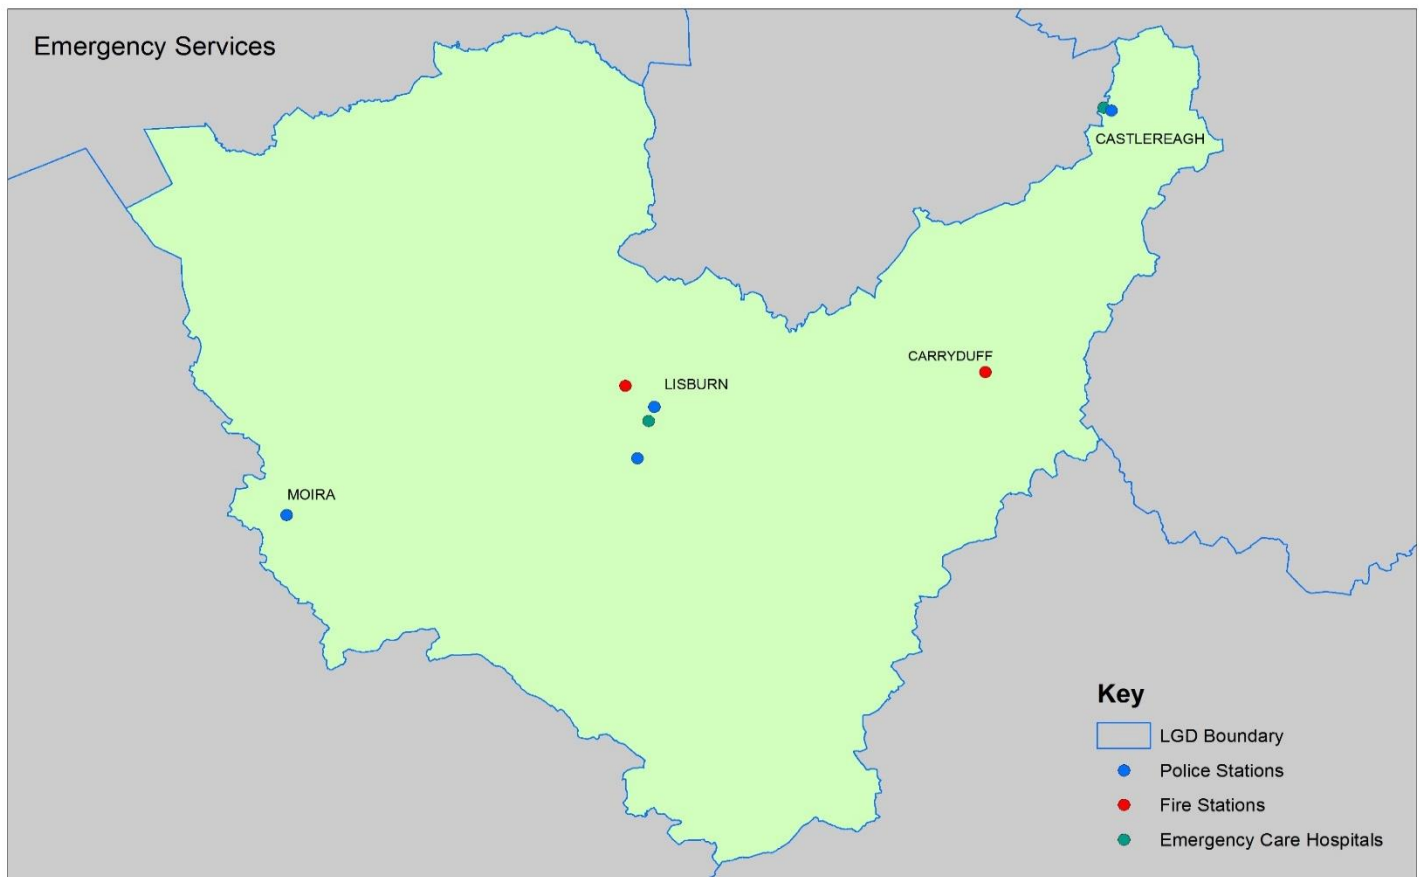 Emergency Services
CASTLEREAGH
CARRYDUFF
LISBURN
MOIRA
Key
LGD Boundary
Police Stations
Fire Stations
Emergency Care Hospitals